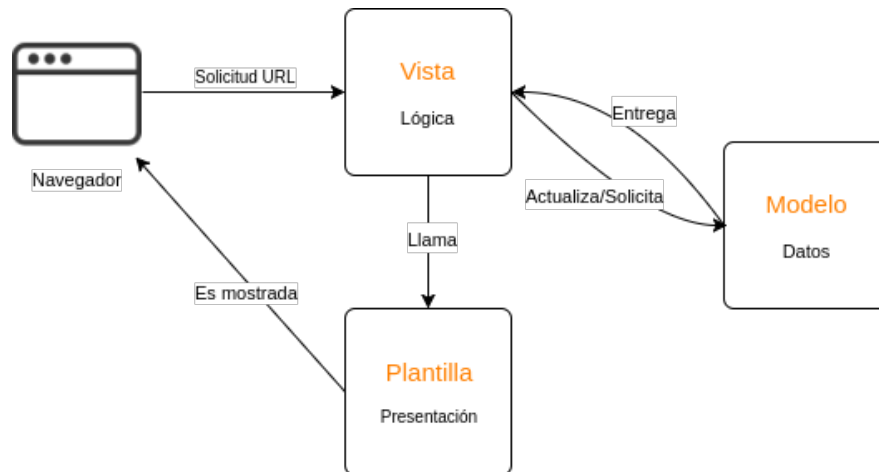 Solicitud URL
Vista
Lógica
Entrega
Navegador
Actualiza/Solicita
Modelo
Llama
Datos
Es mostrada
Plantilla
Presentación